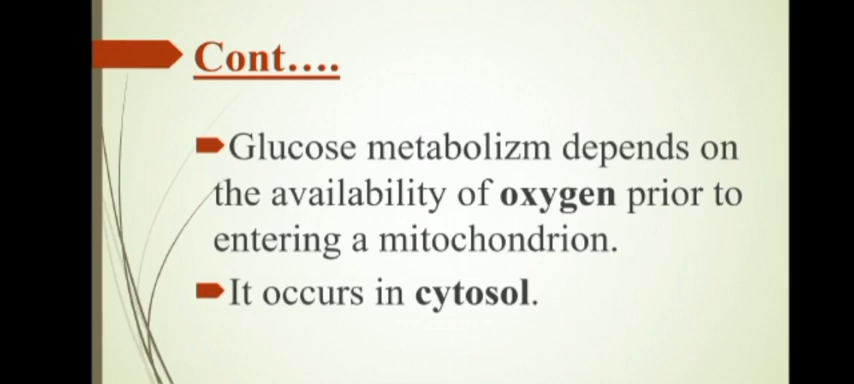 Cont….
Glucose metabolizm depends on
the availability of oxygen prior to
entering a mitochondrion.
It occurs in cytosol.